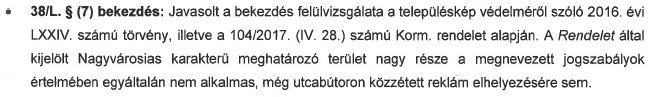 • 38/L. § (7) bekezdés: Javasolt a bekezdés felülvizsgálata a településkép védelméről szóló 2016. évi
LXXIV. számú törvény, illetve a 104/2017. (IV. 28.) számú Korm. rendelet alapján. A Rendelet által
kijelölt Nagyvárosias karakterű meghatározó terület nagy része a megnevezett jogszabályok
értelmében egyáltalán nem alkalmas, még utcabútoron közzétett reklám elhelyezésére sem.